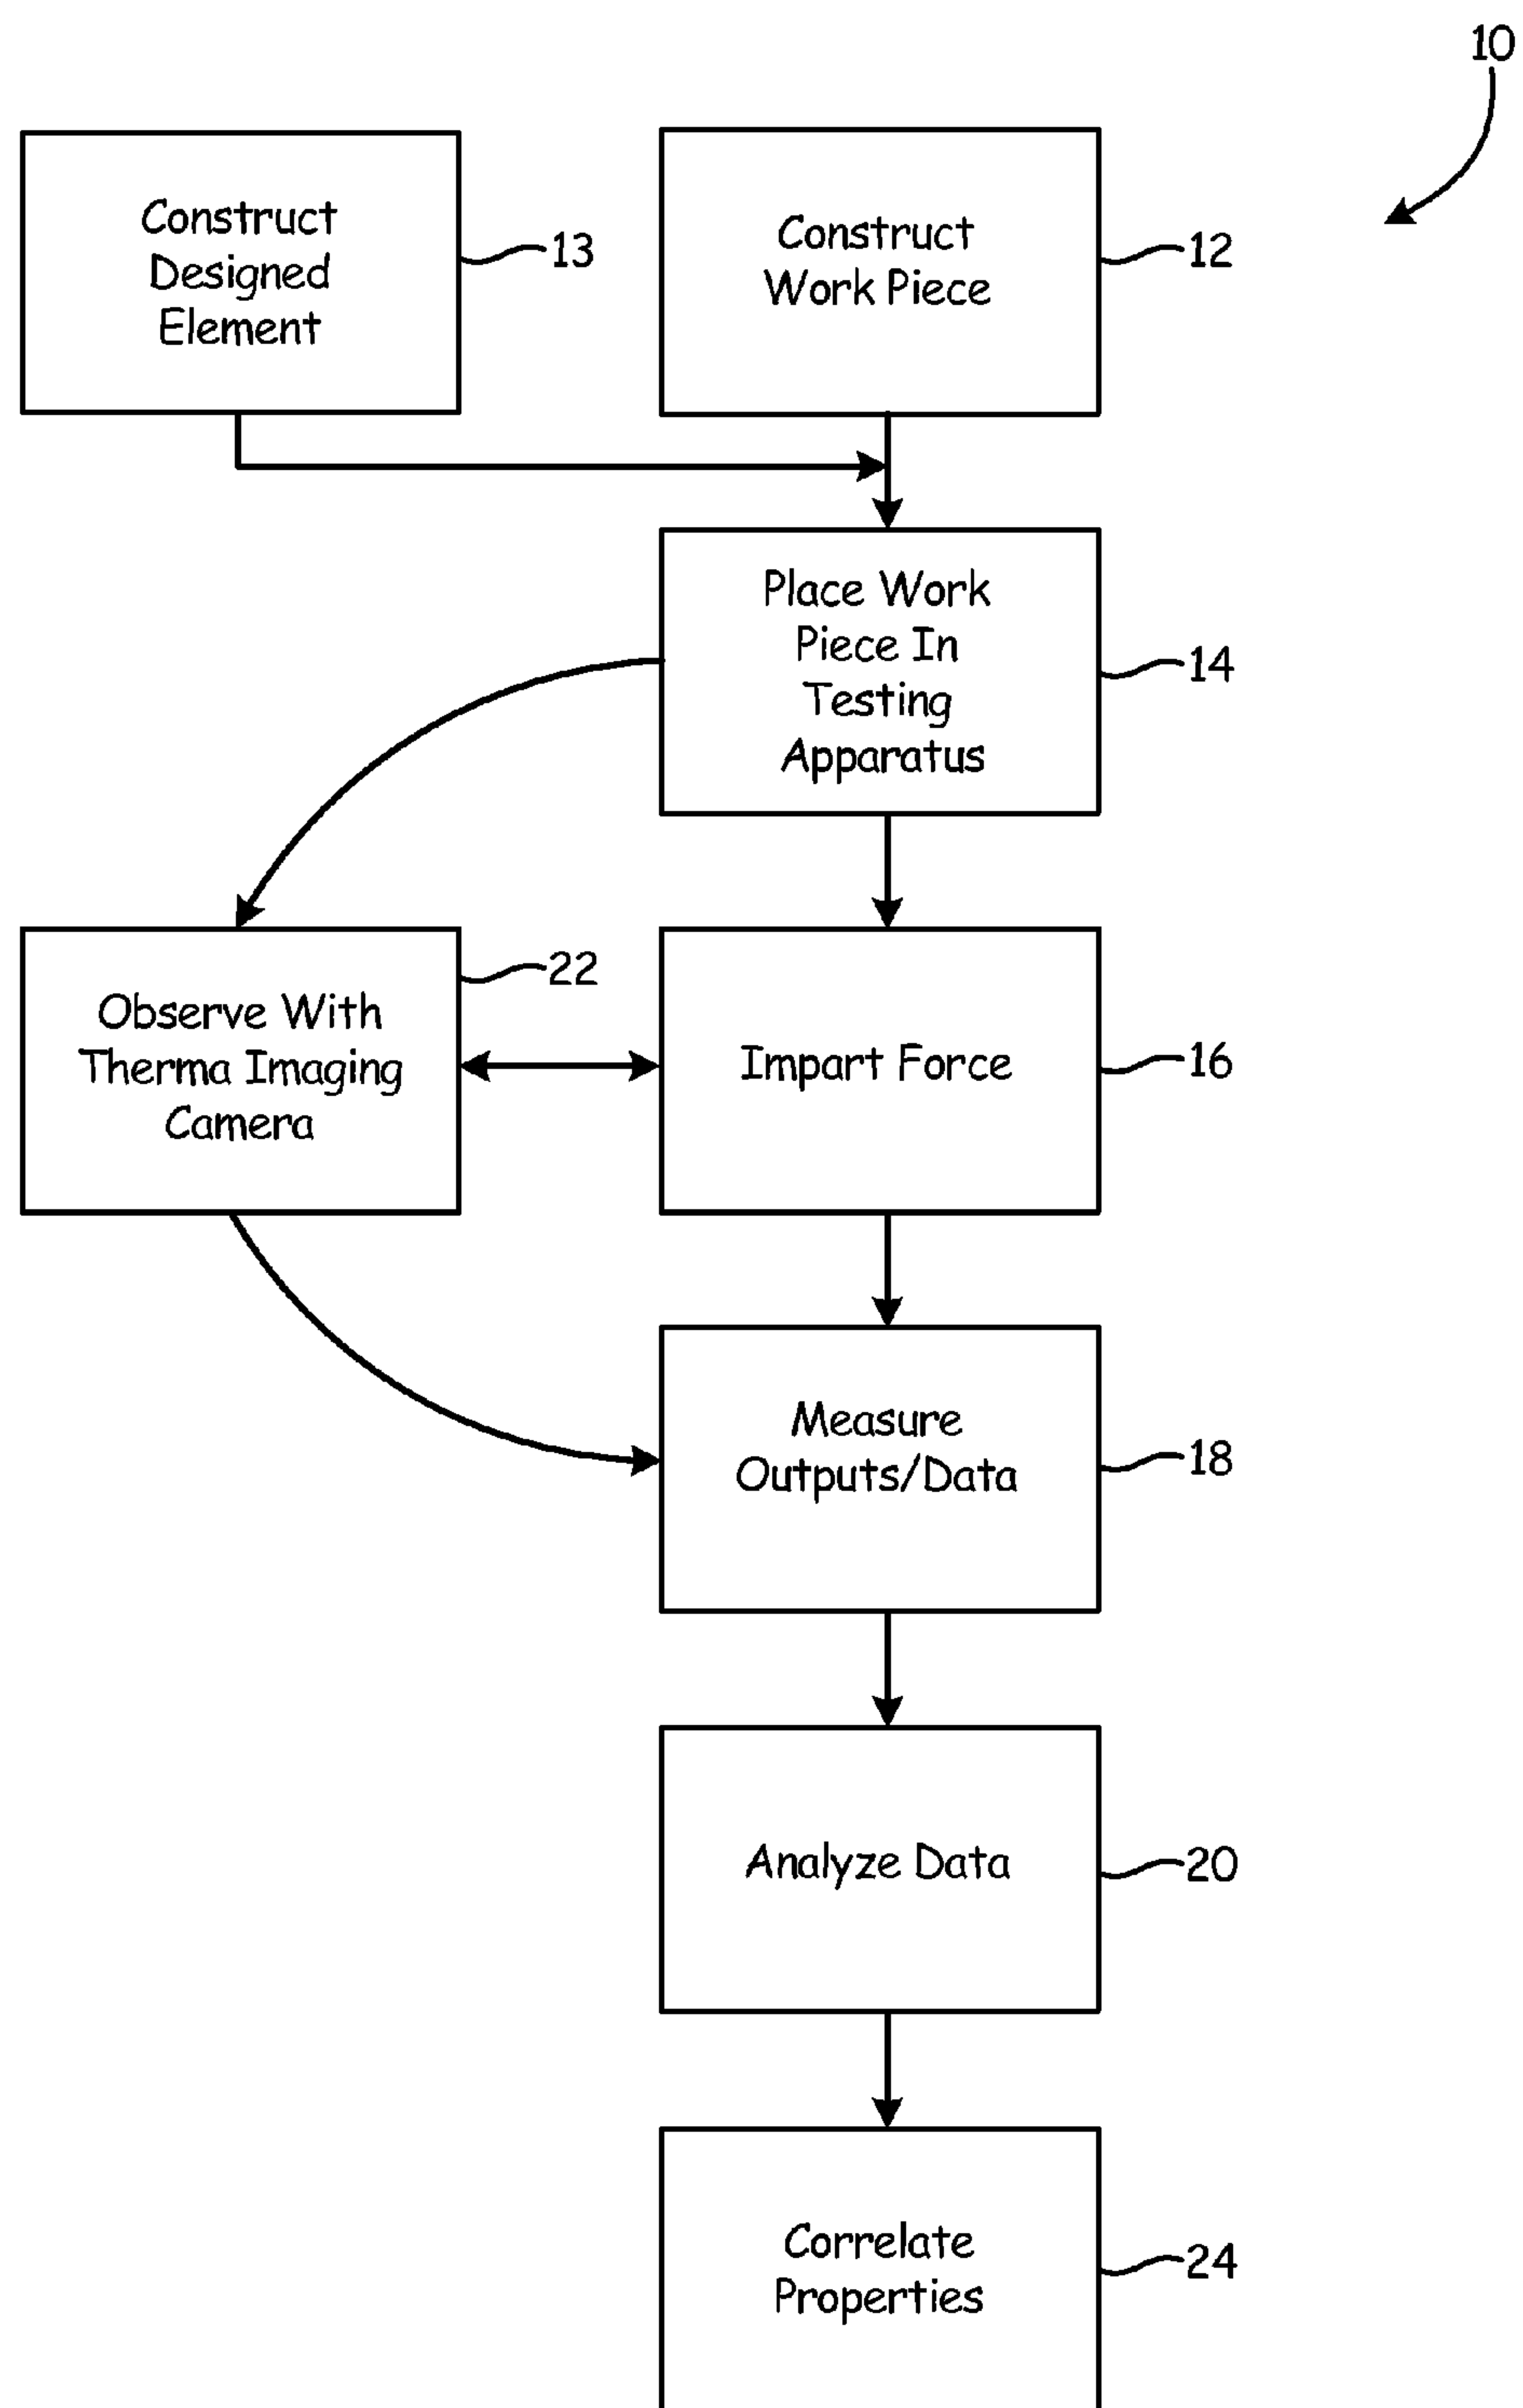 10
Construct
Designed
Element
13
Construct
Work Piece
12
Place Work
Piece In
Testing
Apparatus
14
Observe With
Therma Imaging
Camera
22
Impart Force
16
Measure
Outputs/Data
18
Analyze Data
20
Correlate
Properties
24